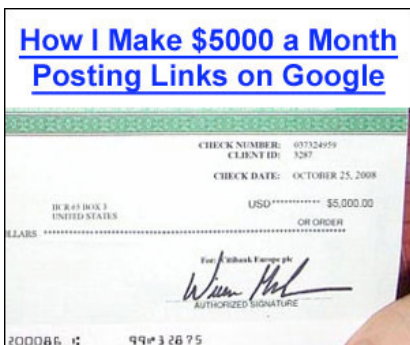 How I Make $5000 a Month
Posting Links on Google
CHECK NUMBER: 037324959
CLIENT ID: 3287
CHECK DATE: OCTOBER 25, 2008
HCR #3 BOX 3 USD************ $5,000.00
UNITED STATES
OR ORDER
LLARS ************************************************
For: Citibank Europe plc
AUTHORIZED SIGNATURE
200086 99 32875